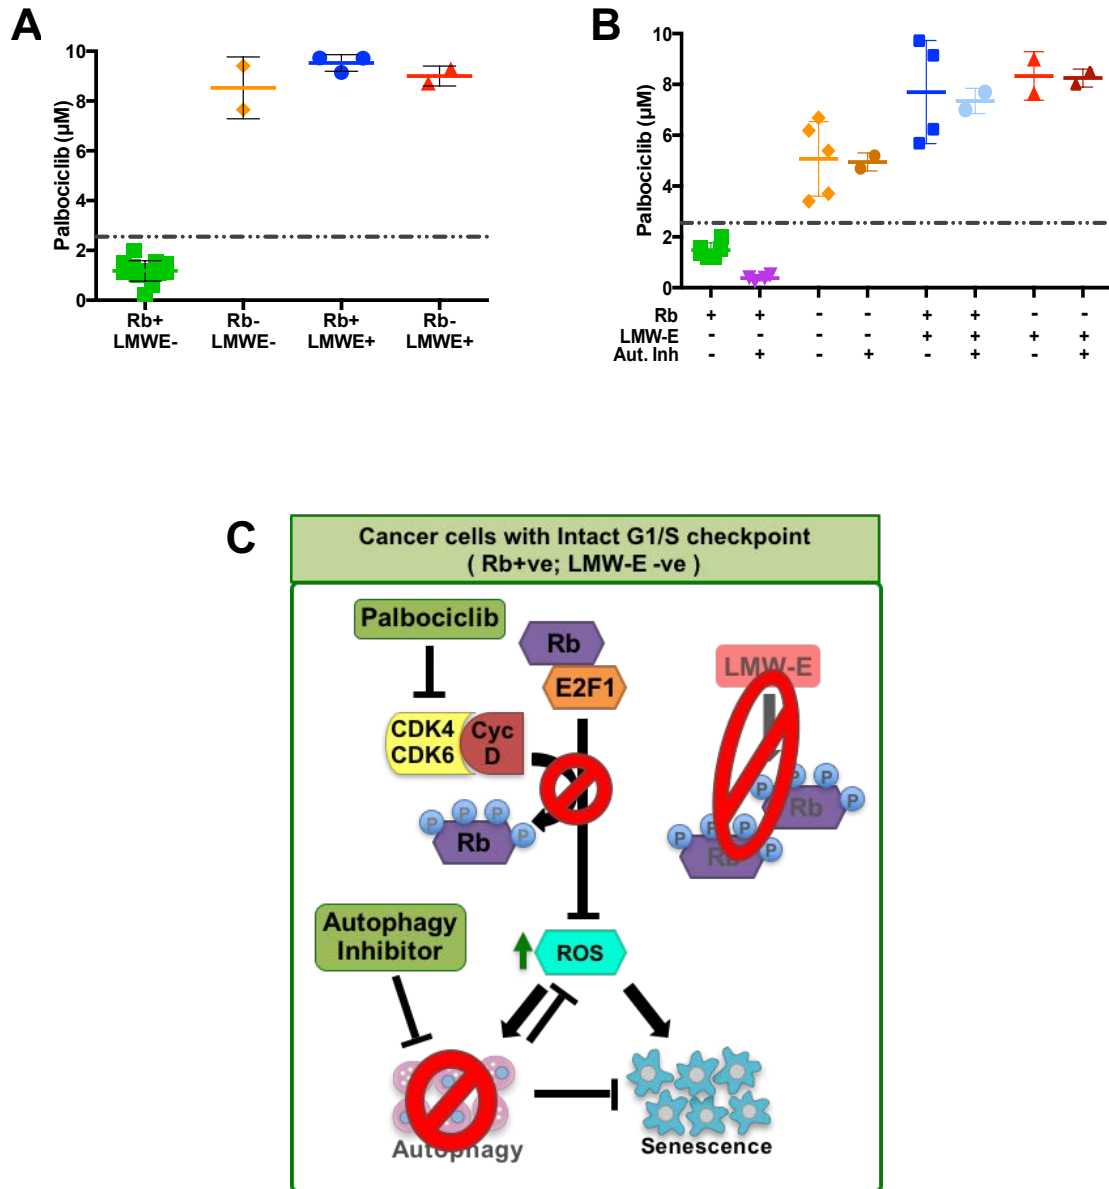 A
Palbociclib (µM)
10
8
6
4
2
0
Rb+ Rb- Rb+ Rb-
LMWE- LMWE- LMWE+ LMWE+
B
Palbociclib (µM)
10
8
6
4
2
0
Rb + + - - + + - -
LMW-E - - - - + + + +
Aut. Inh - + - + - + - +
C
Cancer cells with Intact G1/S checkpoint
( Rb+ve; LMW-E -ve )
Palbociclib
Rb
E2F1
LMW-E
CDK4
CDK6
Cyc
D
P P P P
Rb
P P P P
Rb
P P P P
Rb
Autophagy
Inhibitor
ROS
Autophagy
Senescence